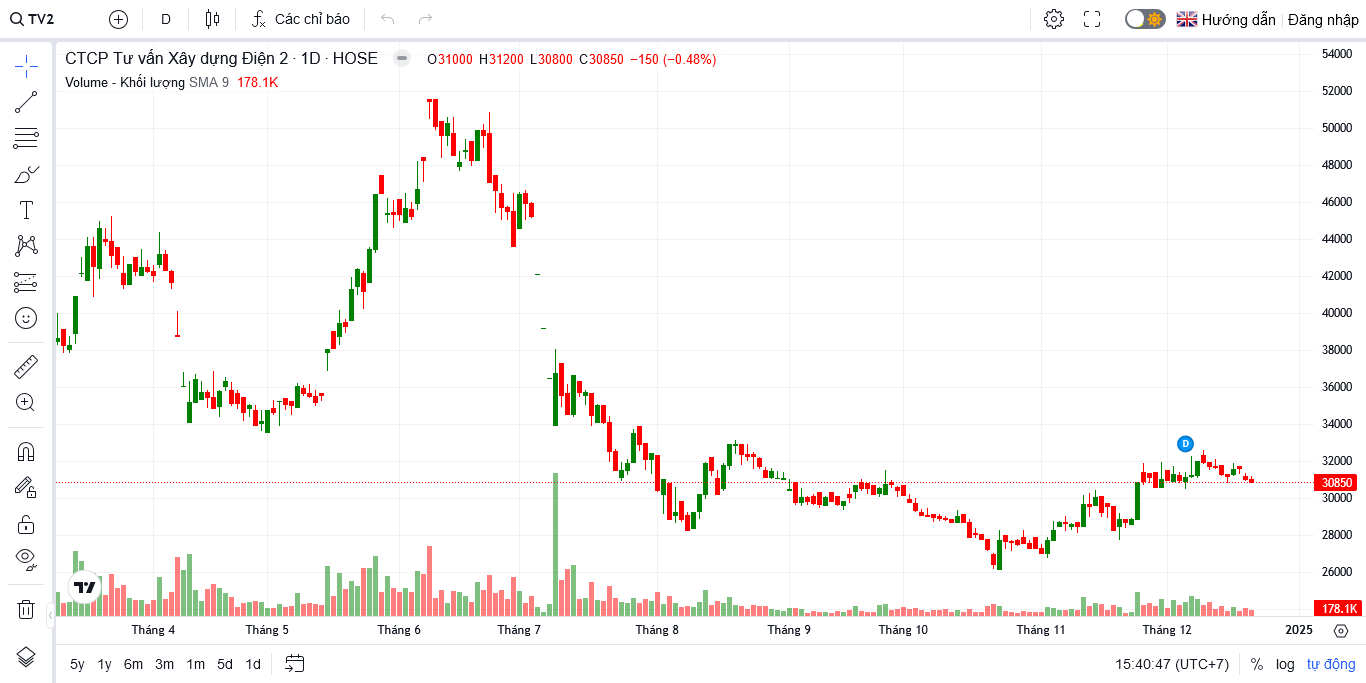 TV2 D Các chỉ báo Hướng dẫn Đăng nhập
CTCP Tư vấn Xây dựng Điện 2 · 1D · HOSE O31000 H31200 L30800 C30850 −150 (−0.48%)
Volume - Khối lượng SMA 9 178.1K
54000
52000
50000
48000
46000
44000
42000
40000
38000
36000
34000
D
32000
30850
30000
28000
26000
178.1K
Tháng 4 Tháng 5 Tháng 6 Tháng 7 Tháng 8 Tháng 9 Tháng 10 Tháng 11 Tháng 12 2025
5y 1y 6m 3m 1m 5d 1d 15:40:47 (UTC+7) % log tự động